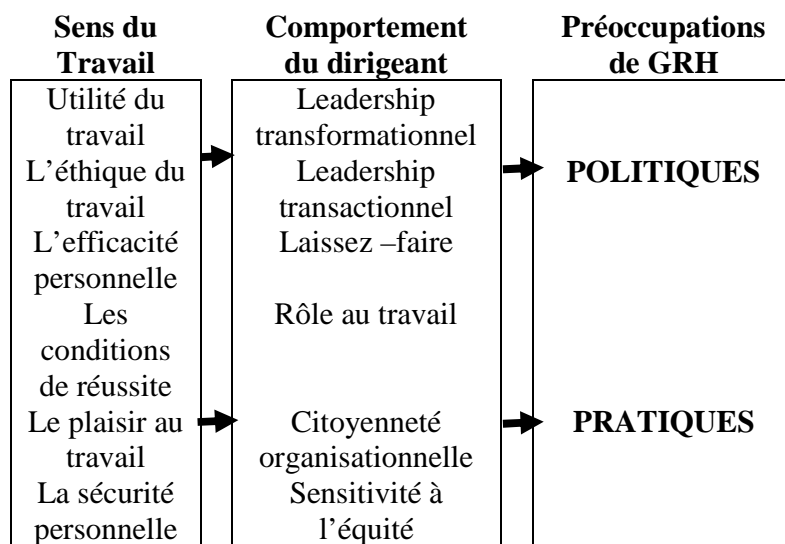 Sens du
Travail
Utilité du
travail
L'éthique du
travail
L'efficacité
personnelle
Les
conditions
de réussite
Le plaisir au
travail
La sécurité
personnelle
Comportement
du dirigeant
Leadership
transformationnel
Leadership
transactionnel
Laissez –faire
Rôle au travail
Citoyenneté
organisationnelle
Sensitivité à
l'équité
Préoccupations
de GRH
POLITIQUES
PRATIQUES